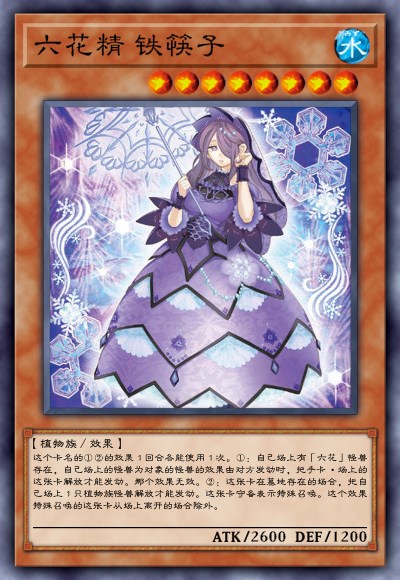 六花精 铁筷子
水
【植物族／效果】
这个卡名的①②的效果1回合各能使用1次。①：自己场上有「六花」怪兽
存在，自己场上的怪兽为对象的怪兽的效果由对方发动时，把手卡·场上的
这张卡解放才能发动。那个效果无效。②：这张卡在墓地存在的场合，把自
己场上1只植物族怪兽解放才能发动。这张卡守备表示特殊召唤。这个效果
特殊召唤的这张卡从场上离开的场合除外。
ATK/2600 DEF/1200